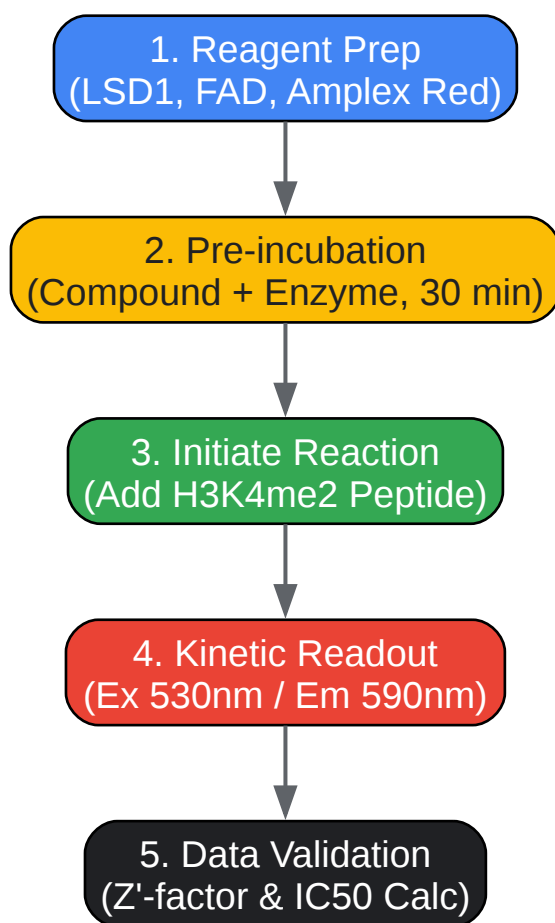 1. Reagent Prep
(LSD1, FAD, Amplex Red)
2. Pre-incubation
(Compound + Enzyme, 30 min)
3. Initiate Reaction
(Add H3K4me2 Peptide)
4. Kinetic Readout
(Ex 530nm / Em 590nm)
5. Data Validation
(Z'-factor & IC50 Calc)